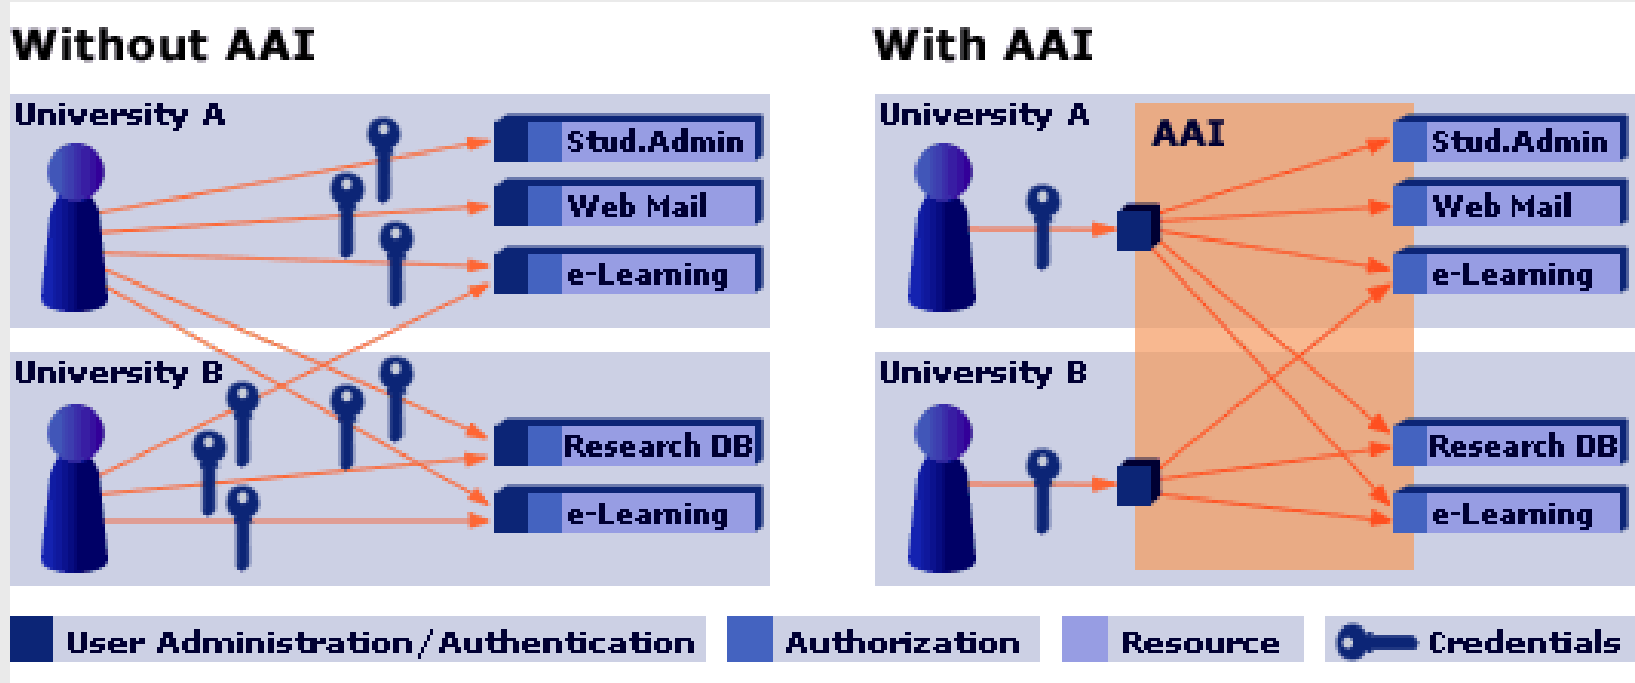 Without AAI
University A
Stud.Admin
Web Mail
e-Learning
University B
Research DB
e-Learning
With AAI
University A
AAI
Stud.Admin
Web Mail
e-Learning
University B
Research DB
e-Learning
User Administration/Authentication
Authorization
Resource
Credentials